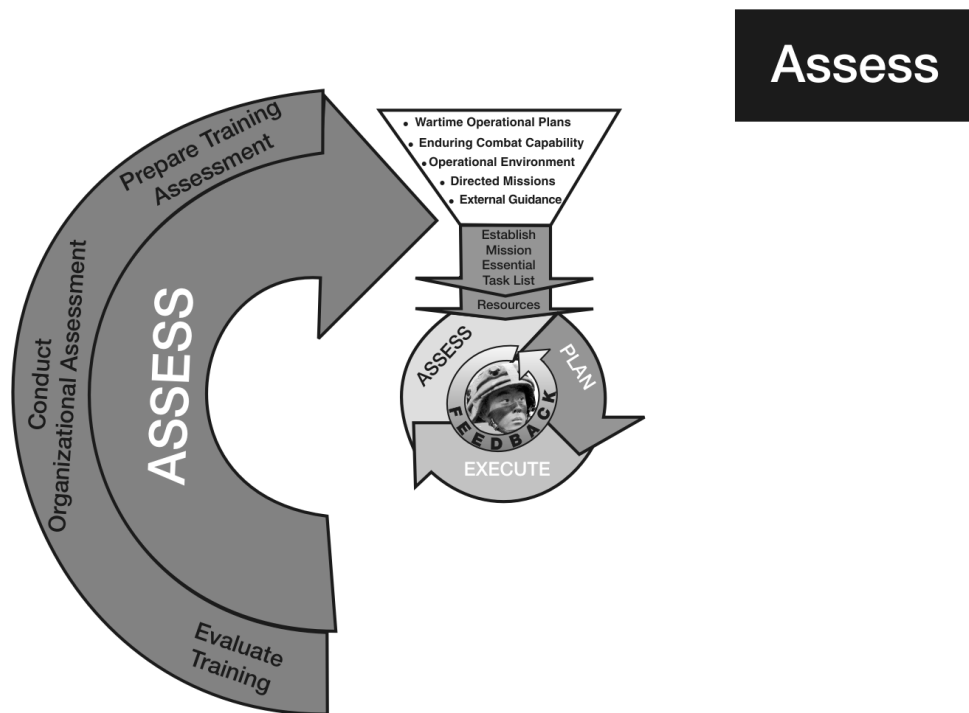 Assess
Prepare Training
Assessment
Conduct
Organizational Assessment
Evaluate
Training
ASSESS
• Wartime Operational Plans
• Enduring Combat Capability
• Operational Environment
• Directed Missions
• External Guidance
Establish
Mission
Essential
Task List
Resources
ASSESS
PLAN
EXECUTE
FEEDBACK